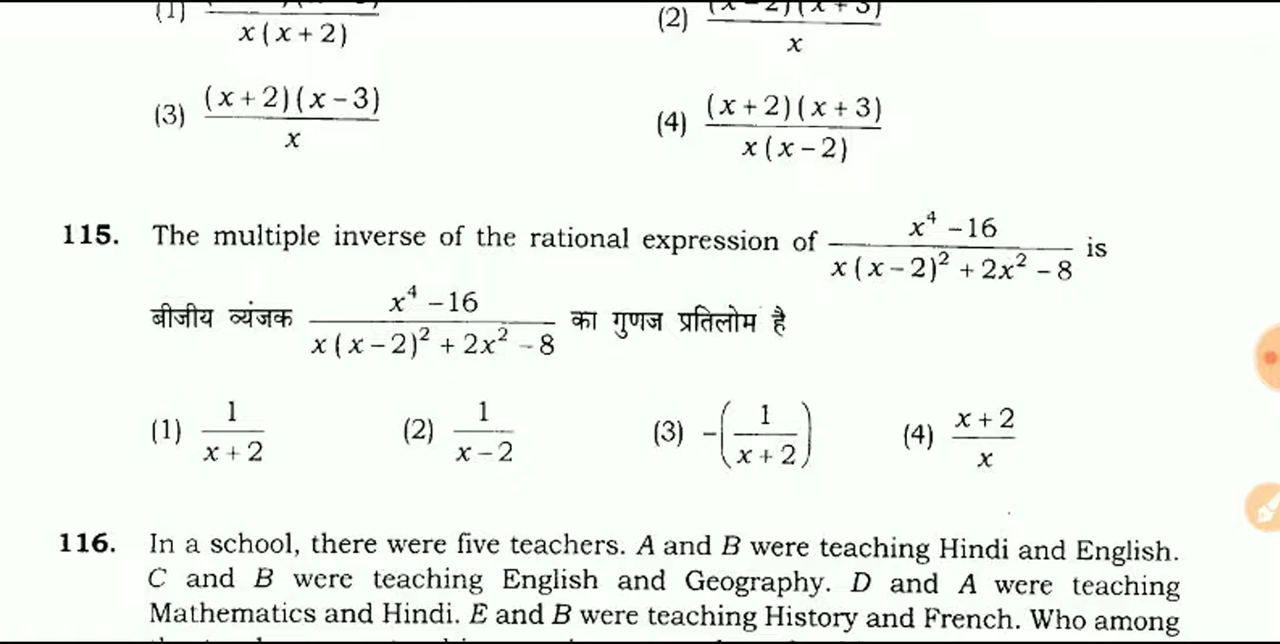 (1) x(x+2)
(2) (x−2)(x+3)/x
(3) (x+2)(x−3)/x
(4) (x+2)(x+3)/x(x−2)
115. The multiple inverse of the rational expression of x⁴ −16/x(x−2)² +2x² −8 is
बीजीय व्यंजक x⁴ −16/x(x−2)² +2x² −8 का गुणज प्रतिलोम है
(1) 1/x+2 (2) 1/x−2 (3) −(1/x+2) (4) x+2/x
116. In a school, there were five teachers. A and B were teaching Hindi and English.
C and B were teaching English and Geography. D and A were teaching
Mathematics and Hindi. E and B were teaching History and French. Who among